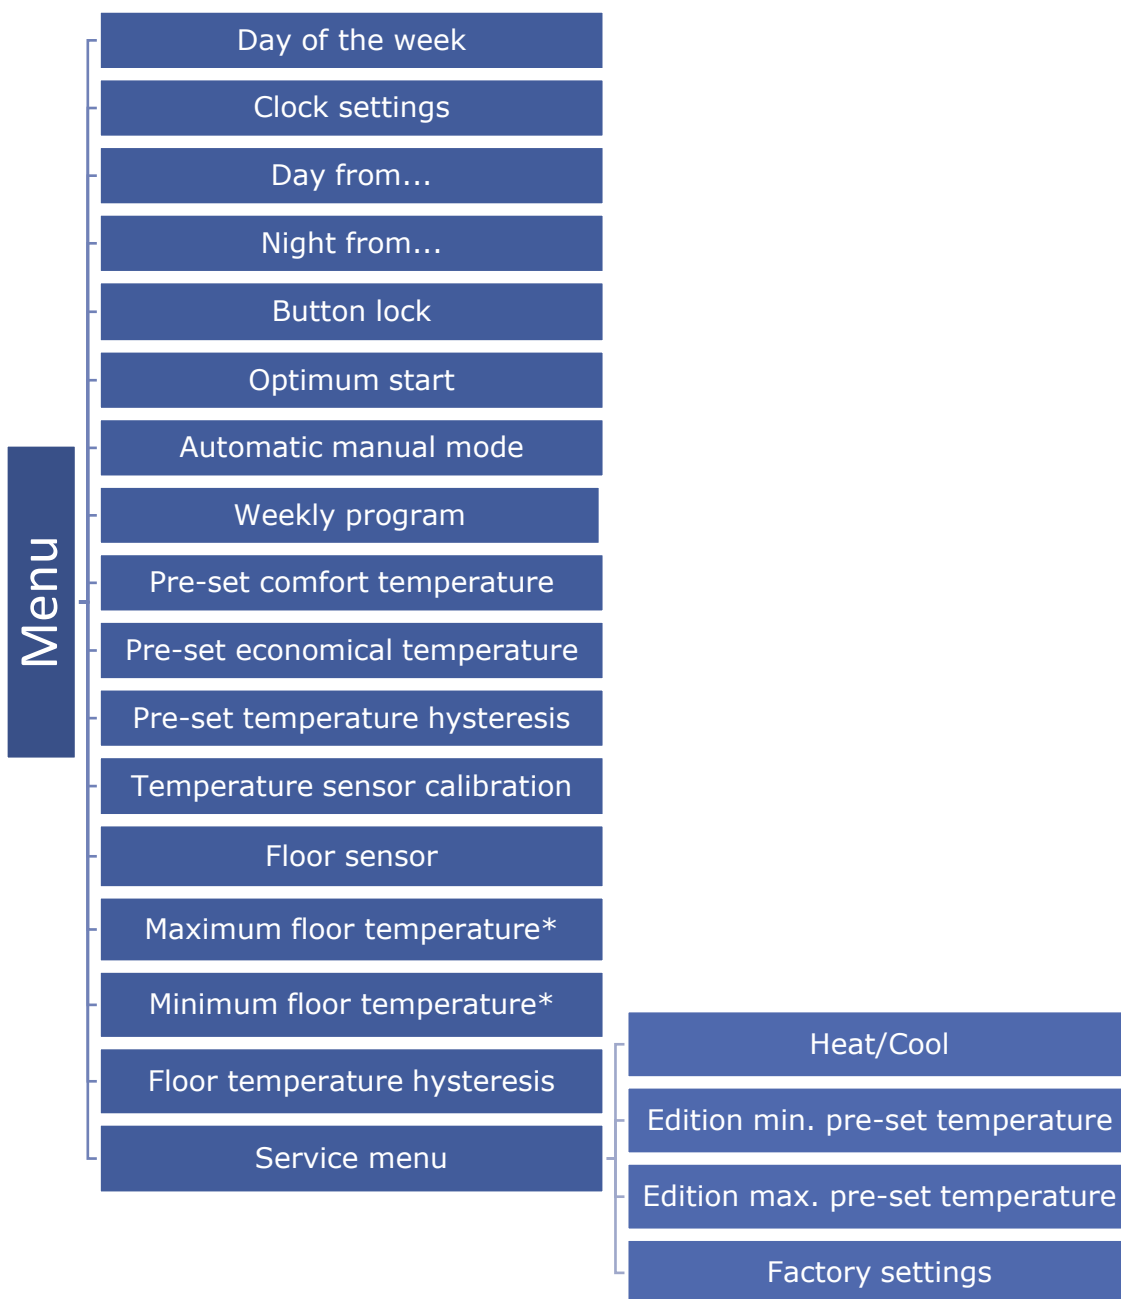 Menu
Day of the week
Clock settings
Day from...
Night from...
Button lock
Optimum start
Automatic manual mode
Weekly program
Pre-set comfort temperature
Pre-set economical temperature
Pre-set temperature hysteresis
Temperature sensor calibration
Floor sensor
Maximum floor temperature*
Minimum floor temperature*
Floor temperature hysteresis
Service menu
Heat/Cool
Edition min. pre-set temperature
Edition max. pre-set temperature
Factory settings